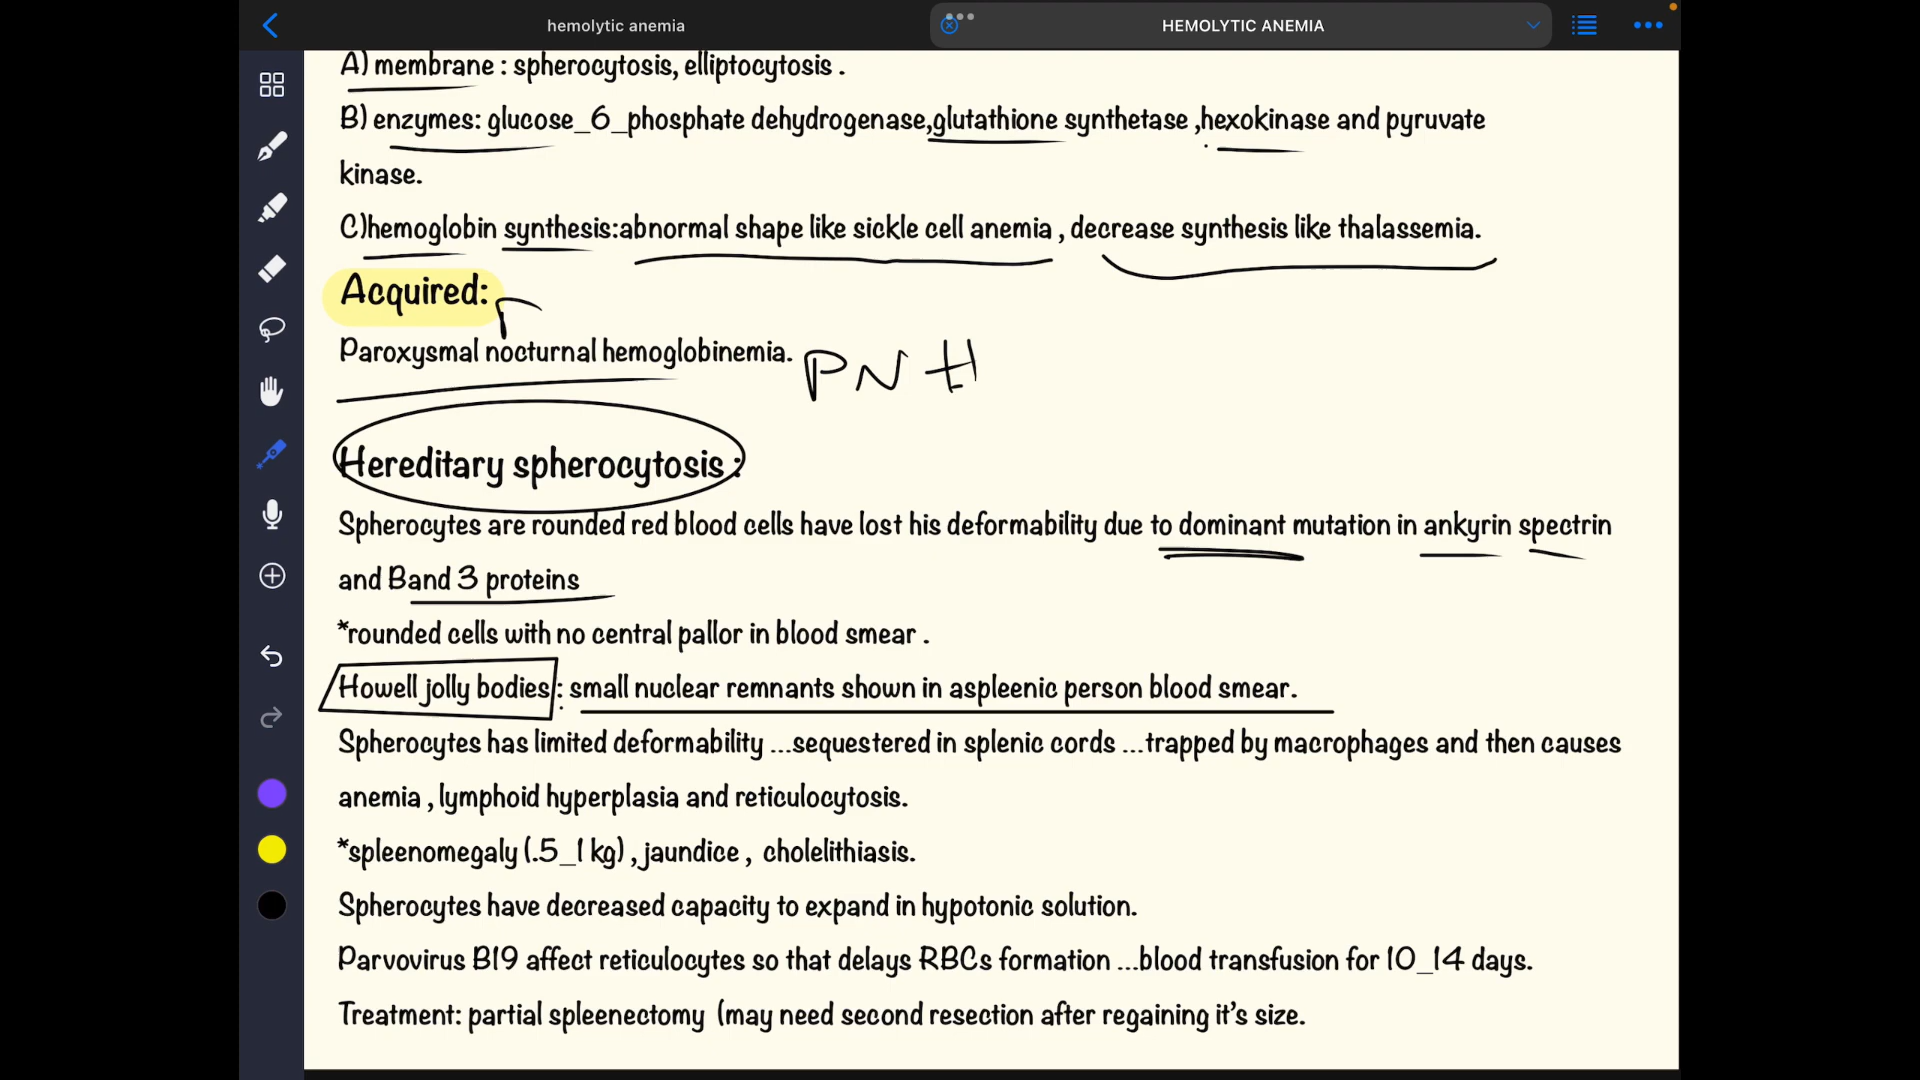 hemolytic anemia
HEMOLYTIC ANEMIA
A) membrane : spherocytosis, elliptocytosis .
B) enzymes: glucose_6_phosphate dehydrogenase,glutathione synthetase ,hexokinase and pyruvate
kinase.
C)hemoglobin synthesis:abnormal shape like sickle cell anemia , decrease synthesis like thalassemia.
Acquired:
Paroxysmal nocturnal hemoglobinemia.
PNH
Hereditary spherocytosis :
Spherocytes are rounded red blood cells have lost his deformability due to dominant mutation in ankyrin spectrin
and Band 3 proteins
*rounded cells with no central pallor in blood smear .
Howell jolly bodies : small nuclear remnants shown in aspleenic person blood smear.
Spherocytes has limited deformability ...sequestered in splenic cords ...trapped by macrophages and then causes
anemia , lymphoid hyperplasia and reticulocytosis.
*spleenomegaly (.5_1 kg) , jaundice , cholelithiasis.
Spherocytes have decreased capacity to expand in hypotonic solution.
Parvovirus B19 affect reticulocytes so that delays RBCs formation ...blood transfusion for 10_14 days.
Treatment: partial spleenectomy (may need second resection after regaining it's size.